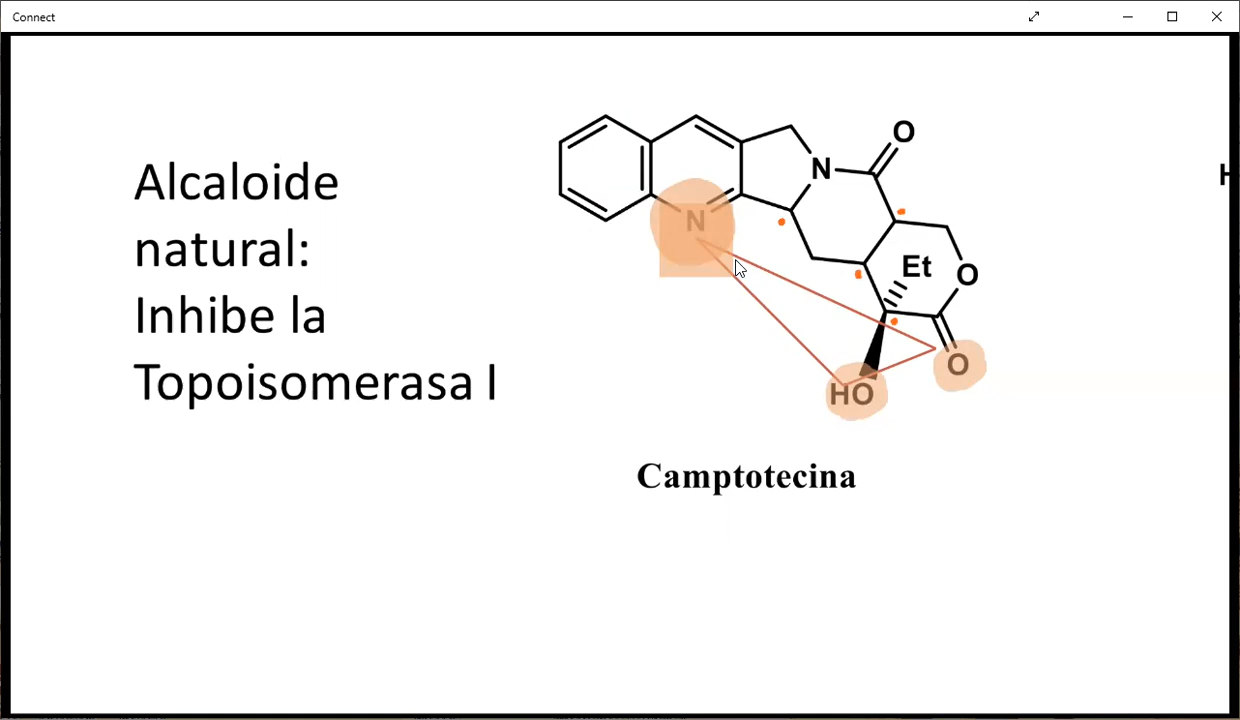 Connect
Alcaloide
natural:
Inhibe la
Topoisomerasa I
O
N
N
Et
O
O
HO
H
Camptotecina